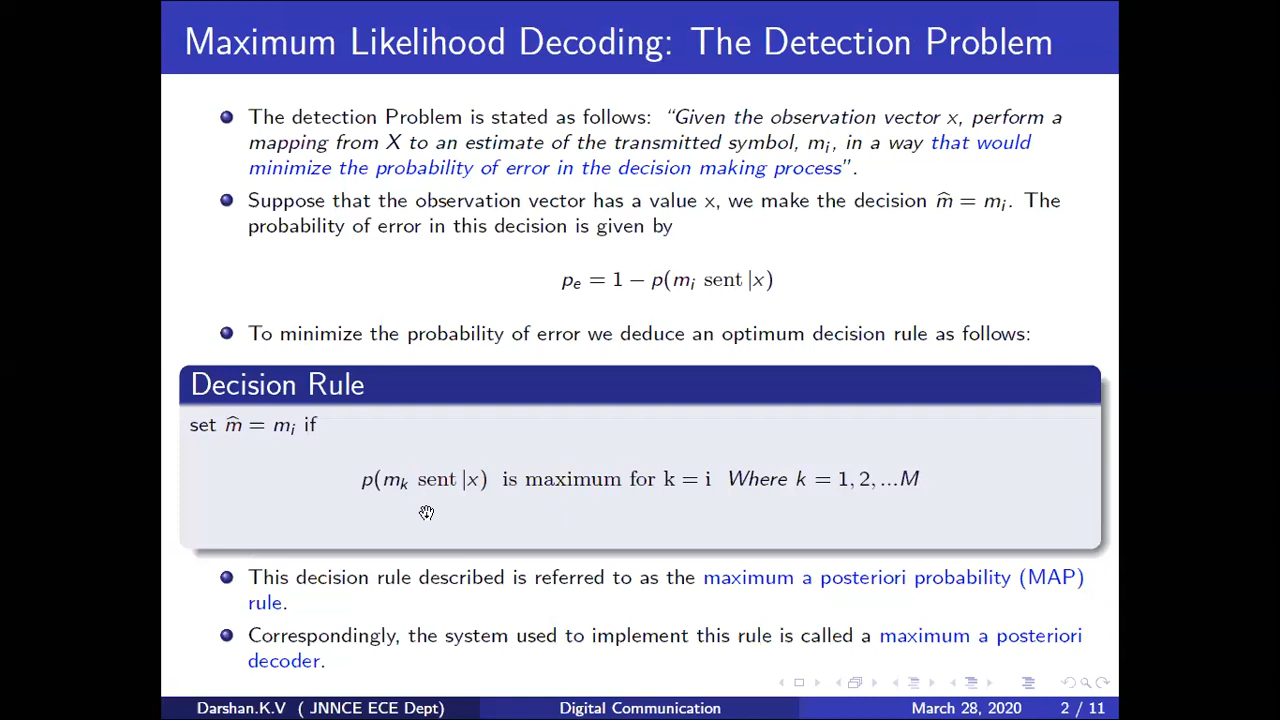 Maximum Likelihood Decoding: The Detection Problem
The detection Problem is stated as follows: “Given the observation vector x, perform a
mapping from X to an estimate of the transmitted symbol, mᵢ, in a way that would
minimize the probability of error in the decision making process”.
Suppose that the observation vector has a value x, we make the decision m̂ = mᵢ. The
probability of error in this decision is given by
pₑ = 1 − p(mᵢ sent |x)
To minimize the probability of error we deduce an optimum decision rule as follows:
Decision Rule
set m̂ = mᵢ if
p(mₖ sent |x) is maximum for k = i Where k = 1, 2, ...M
This decision rule described is referred to as the maximum a posteriori probability (MAP)
rule.
Correspondingly, the system used to implement this rule is called a maximum a posteriori
decoder.
Darshan.K.V ( JNNCE ECE Dept) Digital Communication March 28, 2020 2 / 11